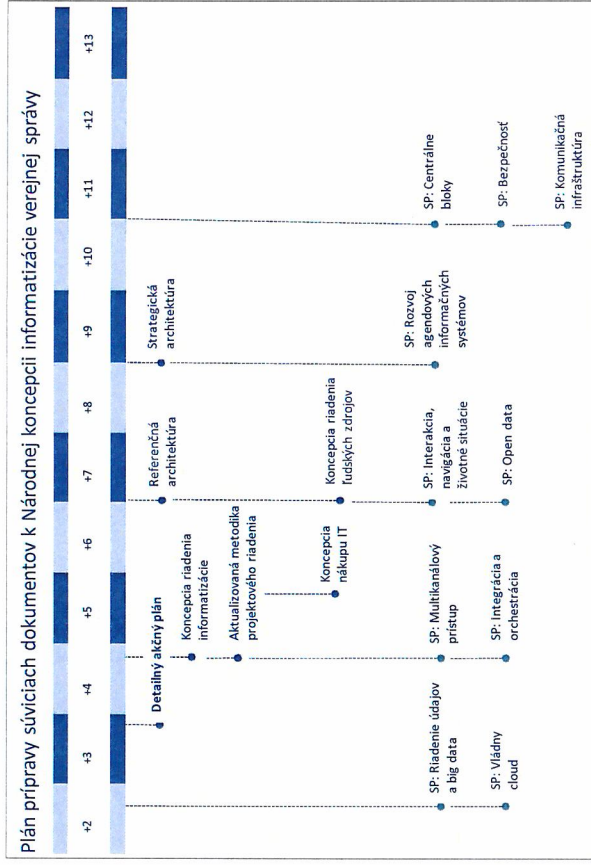 Plán prípravy súviciach dokumentov k Národnej koncepcii informatizácie verejnej správy
+2
+3
+4
+5
+6
+7
+8
+9
+10
+11
+12
+13
Detailný akčný plán
Koncepcia riadenia
informatizácie
Aktualizovaná metodika
projektového riadenia
Koncepcia
nákupu IT
Referenčná
architektúra
Koncepcia riadenia
ľudských zdrojov
Strategická
architektúra
SP: Riadenie údajov
a big data
SP: Vládny
cloud
SP: Multikanálový
prístup
SP: Integrácia a
orchestrácia
SP: Interakcia,
navigácia a
životné situácie
SP: Open data
SP: Rozvoj
agendových
informačných
systémov
SP: Centrálne
bloky
SP: Bezpečnosť
SP: Komunikačná
infraštruktúra